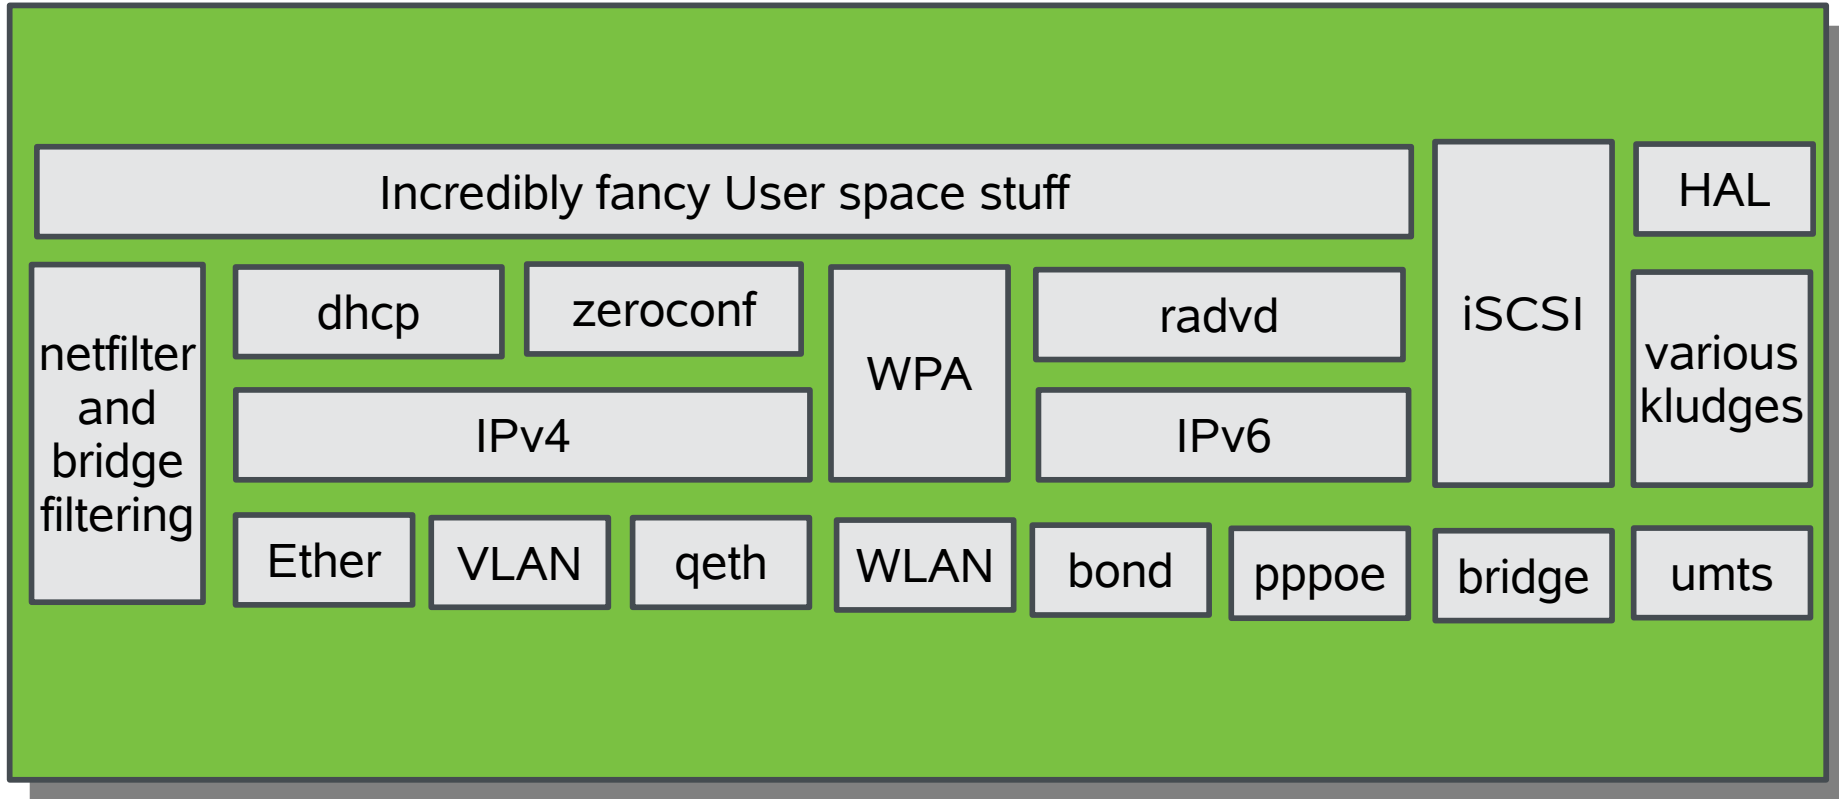 Incredibly fancy User space stuff
HAL
iSCSI
dhcp
zeroconf
WPA
radvd
netfilter
and
bridge
filtering
various
kludges
IPv4
IPv6
Ether
VLAN
qeth
WLAN
bond
pppoe
bridge
umts